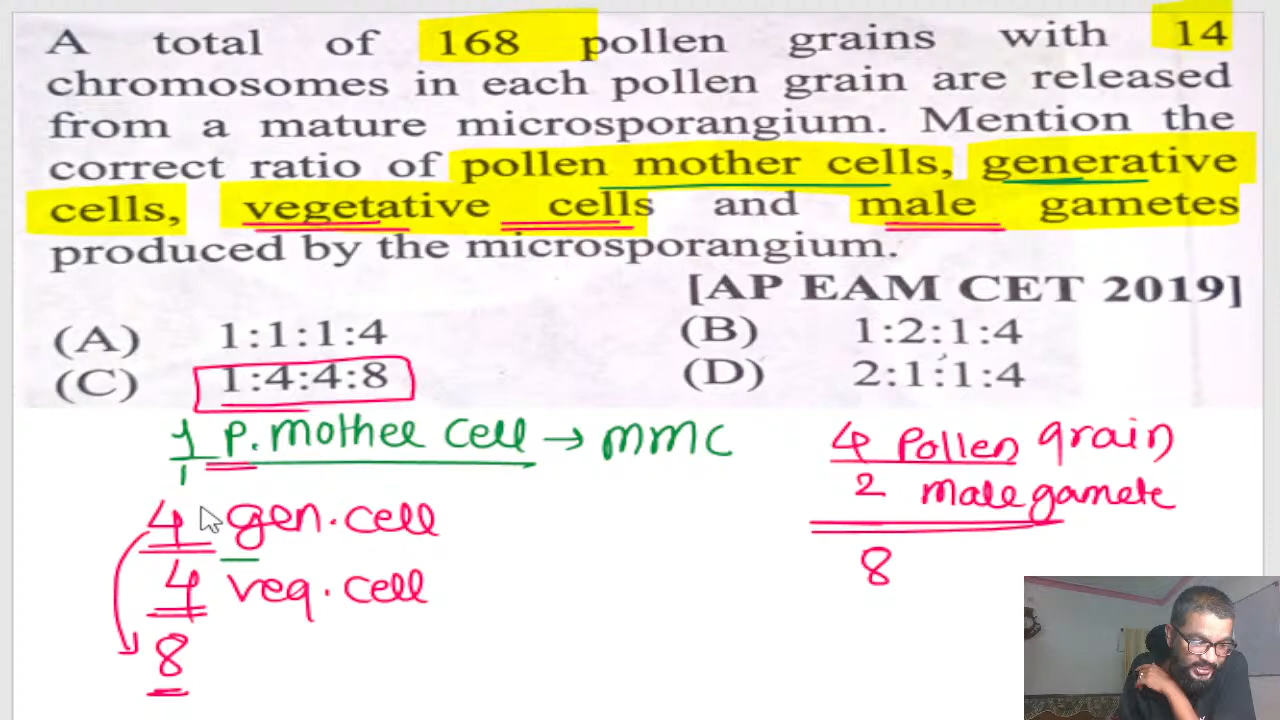 A total of 168 pollen grains with 14
chromosomes in each pollen grain are released
from a mature microsporangium. Mention the
correct ratio of pollen mother cells, generative
cells, vegetative cells and male gametes
produced by the microsporangium.
[AP EAM CET 2019]
(A) 1:1:1:4 (B) 1:2:1:4
(C) 1:4:4:8 (D) 2:1:1:4
1 P. mother cell → MMC
4 gen. cell
4 veg. cell
8
4 Pollen grain
2 male gamete
8